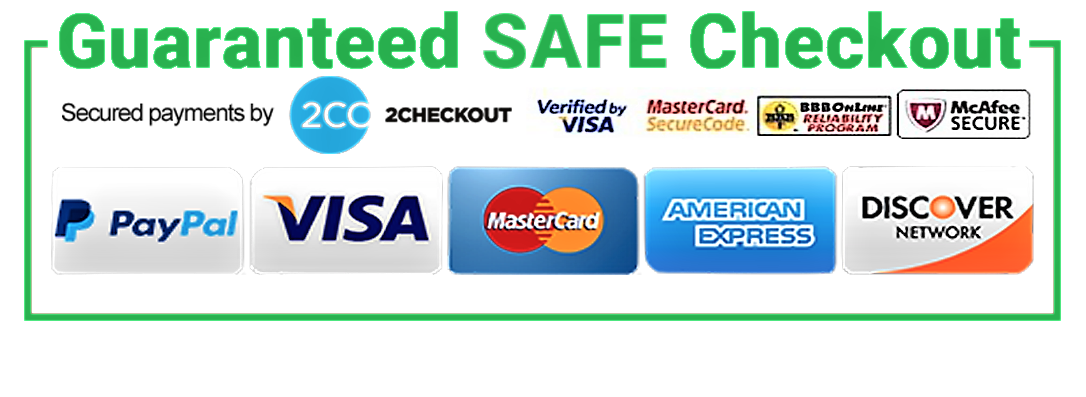 Guaranteed SAFE Checkout
Secured payments by
2CO
2CHECKOUT
Verified by
VISA
MasterCard.
SecureCode.
BBB
BBBONLINE
RELIABILITY
PROGRAM
McAfee
SECURE
PayPal
VISA
MasterCard
AMERICAN
EXPRESS
DISCOVER
NETWORK